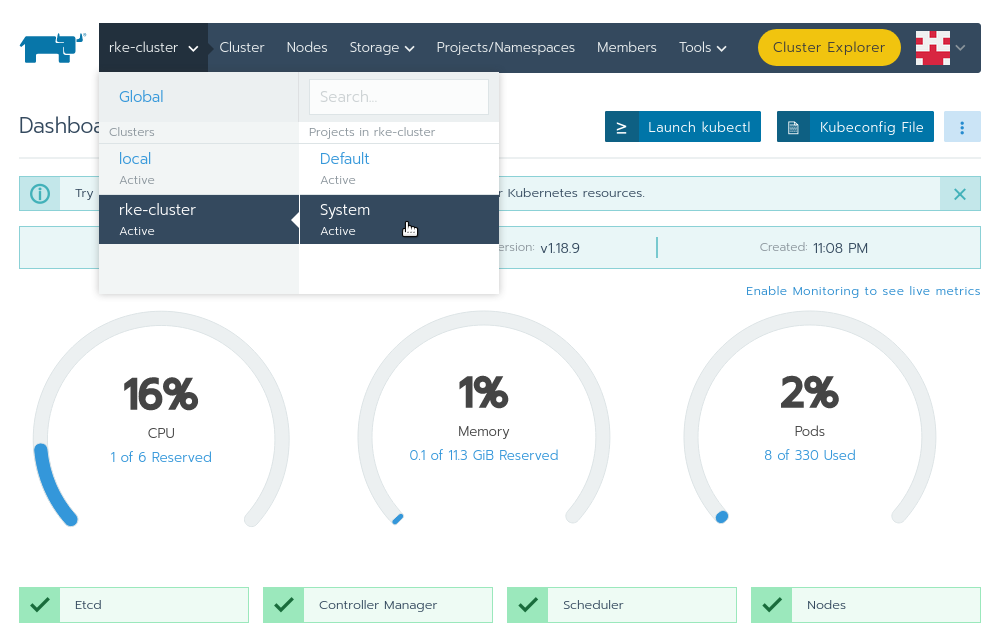 rke-cluster Cluster Nodes Storage Projects/Namespaces Members Tools Cluster Explorer
Global Search...
Dashboa Launch kubectl Kubeconfig File
Clusters Projects in rke-cluster
local Default
Active Active
Try r Kubernetes resources.
rke-cluster System
Active Active
ersion: v1.18.9 Created: 11:08 PM
Enable Monitoring to see live metrics
16% 1% 2%
CPU Memory Pods
1 of 6 Reserved 0.1 of 11.3 GiB Reserved 8 of 330 Used
Etcd Controller Manager Scheduler Nodes